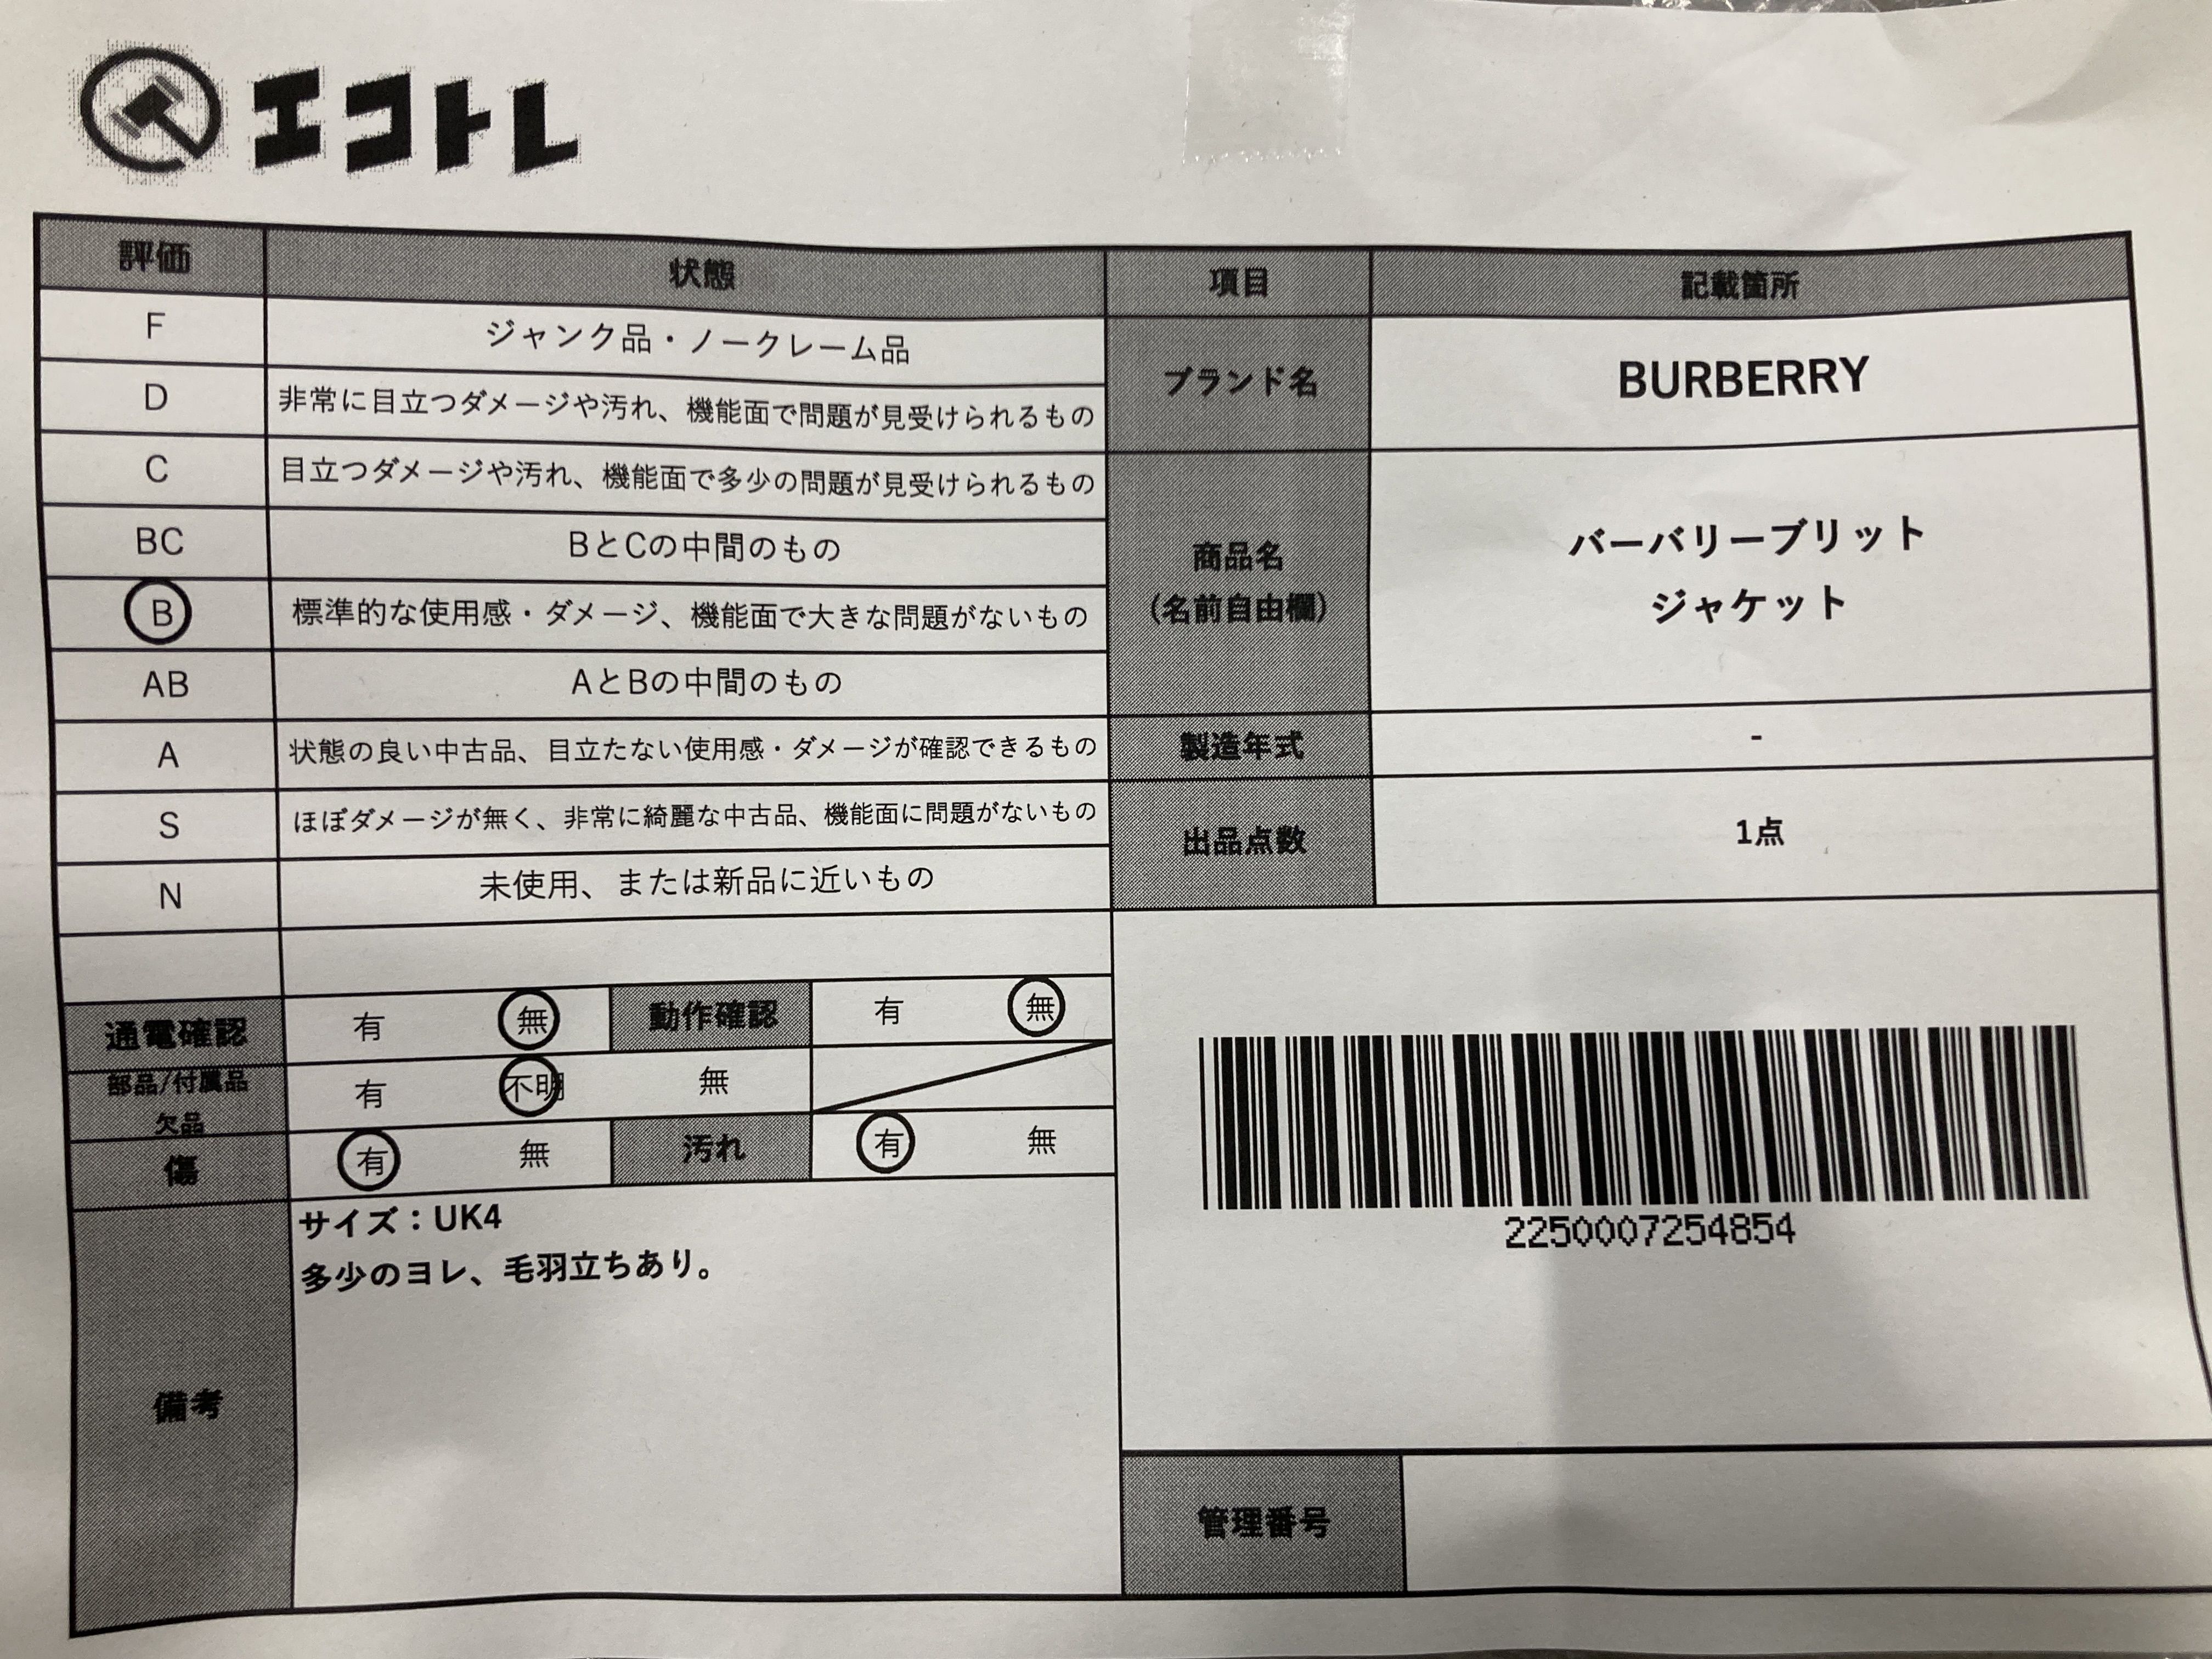 エコトレ
評価 状態
F ジャンク品・ノークレーム品
D 非常に目立つダメージや汚れ、機能面で問題が見受けられるもの
C 目立つダメージや汚れ、機能面で多少の問題が見受けられるもの
BC BとCの中間のもの
B 標準的な使用感・ダメージ、機能面で大きな問題がないもの
AB AとBの中間のもの
A 状態の良い中古品、目立たない使用感・ダメージが確認できるもの
S ほぼダメージが無く、非常に綺麗な中古品、機能面に問題がないもの
N 未使用、または新品に近いもの
通電確認 有 無 動作確認 有 無
部品/付属品
欠品
有 不明 無
傷 有 無 汚れ 有 無
備考
サイズ：UK4
多少のヨレ、毛羽立ちあり。
項目 記載箇所
ブランド名 BURBERRY
商品名
(名前自由欄)
バーバリーブリット
ジャケット
製造年式 -
出品点数 1点
2250007254854
管理番号